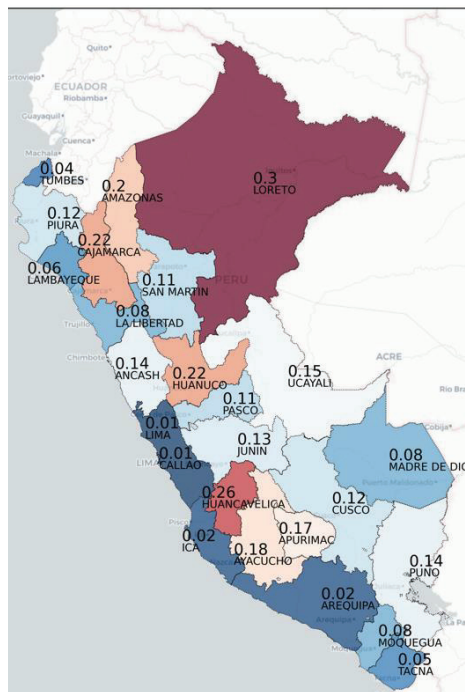 Quito
ECUADOR
Riobamba
Guayaquil
Cuenca
Machala
0.04
TUMBES
0.2
AMAZONAS
0.3
LORETO
0.12
PIURA
0.22
CAJAMARCA
0.06
LAMBAYEQUE
0.11
SAN MARTIN
PERU
0.08
LA LIBERTAD
Trujillo
Chimbote
0.14
ANCASH
0.22
HUANUCO
0.15
UCAYALI
ACRE
0.11
PASCO
0.01
LIMA
0.13
JUNIN
0.01
CALLAO
LIMA
0.08
MADRE DE DIO
Cobija
Puerto Maldonado
0.26
HUANCAVELICA
0.12
CUSCO
0.02
ICA
0.17
APURIMAC
0.18
AYACUCHO
0.14
PUNO
0.02
AREQUIPA
Arequipa
La Pa
0.08
MOQUEGUA
0.05
TACNA